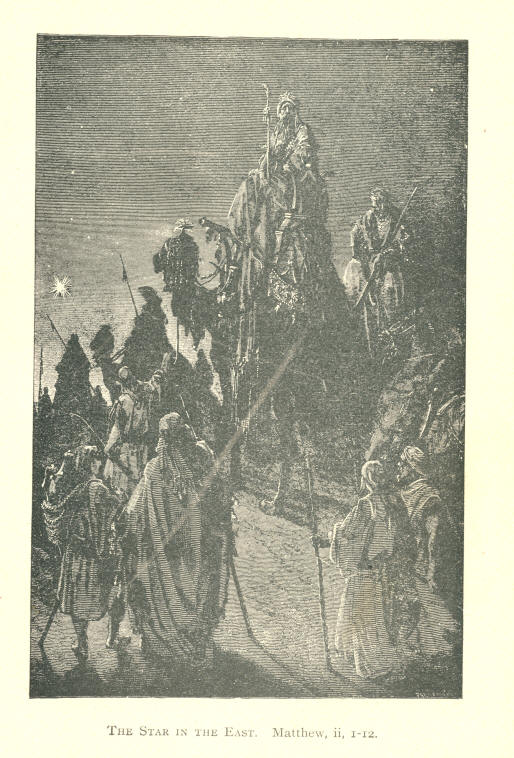 The Star in the East. Matthew, ii, 1-12.